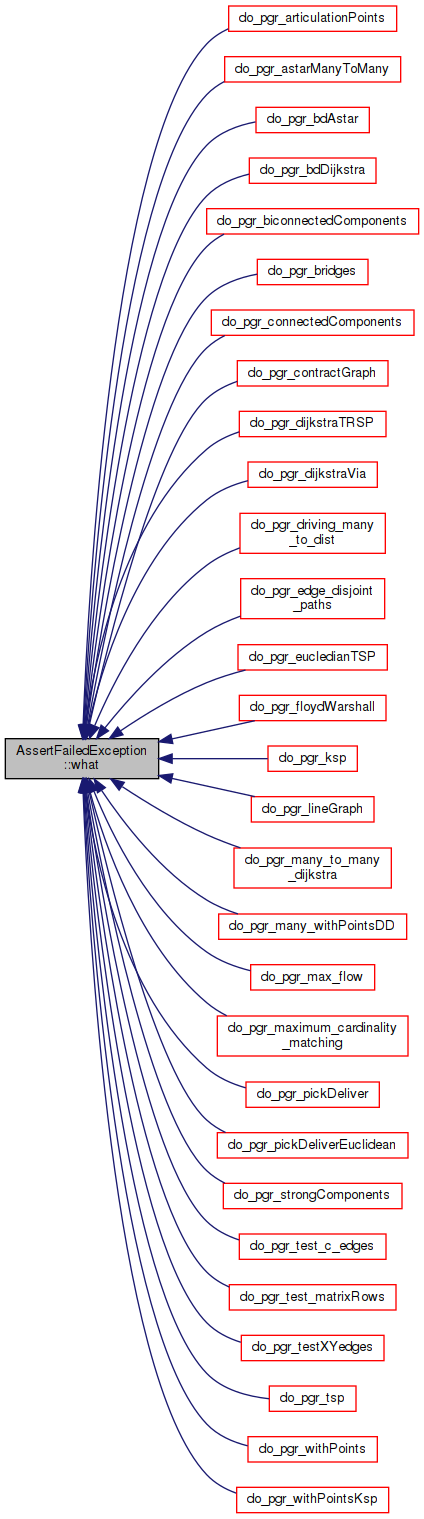 do_pgr_articulationPoints
do_pgr_astarManyToMany
do_pgr_bdAstar
do_pgr_bdDijkstra
do_pgr_biconnectedComponents
do_pgr_bridges
do_pgr_connectedComponents
do_pgr_contractGraph
do_pgr_dijkstraTRSP
do_pgr_dijkstraVia
do_pgr_driving_many
_to_dist
do_pgr_edge_disjoint
_paths
do_pgr_eucledianTSP
do_pgr_floydWarshall
AssertFailedException
::what
do_pgr_ksp
do_pgr_lineGraph
do_pgr_many_to_many
_dijkstra
do_pgr_many_withPointsDD
do_pgr_max_flow
do_pgr_maximum_cardinality
_matching
do_pgr_pickDeliver
do_pgr_pickDeliverEuclidean
do_pgr_strongComponents
do_pgr_test_c_edges
do_pgr_test_matrixRows
do_pgr_testXYedges
do_pgr_tsp
do_pgr_withPoints
do_pgr_withPointsKsp